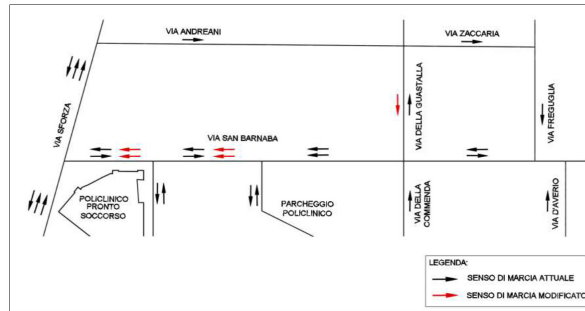 VIA ANDREANI
VIA ZACCARIA
VIA SFORZA
VIA DELLA GUASTALLA
VIA FREGUGLIA
VIA SAN BARNABA
POLICLINICO
PRONTO
SOCCORSO
PARCHEGGIO
POLICLINICO
VIA DELLA
COMMENDA
VIA D'AVERIO
LEGENDA:
SENSO DI MARCIA ATTUALE
SENSO DI MARCIA MODIFICATO